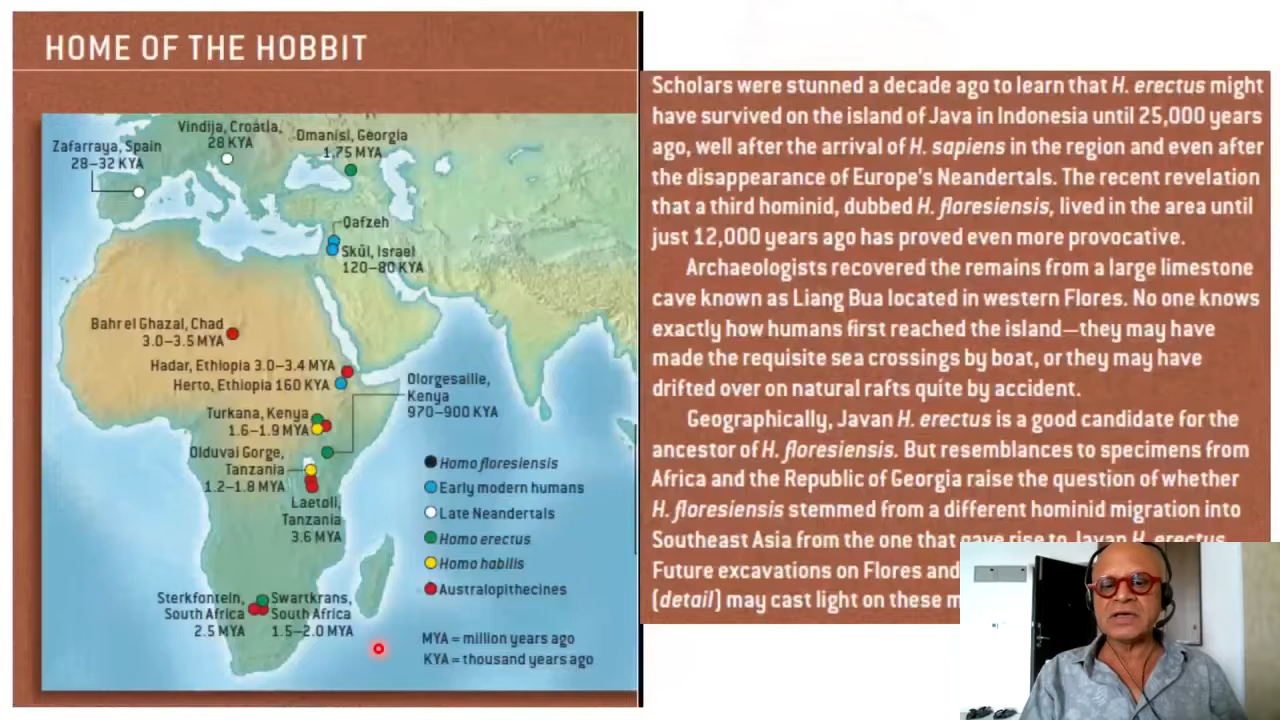 HOME OF THE HOBBIT
Vindija, Croatia,
28 KYA
Dmanisi, Georgia
1.75 MYA
Zafarraya, Spain
28–32 KYA
Qafzeh
Skūl, Israel
120–80 KYA
Bahr el Ghazal, Chad
3.0–3.5 MYA
Hadar, Ethiopia 3.0–3.4 MYA
Herto, Ethiopia 160 KYA
Olorgesailie,
Kenya
970–900 KYA
Turkana, Kenya
1.6–1.9 MYA
Olduvai Gorge,
Tanzania
1.2–1.8 MYA
Laetoli,
Tanzania
3.6 MYA
Sterkfontein,
South Africa
2.5 MYA
Swartkrans,
South Africa
1.5–2.0 MYA
Homo floresiensis
Early modern humans
Late Neandertals
Homo erectus
Homo habilis
Australopithecines
MYA = million years ago
KYA = thousand years ago
Scholars were stunned a decade ago to learn that H. erectus might
have survived on the island of Java in Indonesia until 25,000 years
ago, well after the arrival of H. sapiens in the region and even after
the disappearance of Europe's Neandertals. The recent revelation
that a third hominid, dubbed H. floresiensis, lived in the area until
just 12,000 years ago has proved even more provocative.
Archaeologists recovered the remains from a large limestone
cave known as Liang Bua located in western Flores. No one knows
exactly how humans first reached the island—they may have
made the requisite sea crossings by boat, or they may have
drifted over on natural rafts quite by accident.
Geographically, Javan H. erectus is a good candidate for the
ancestor of H. floresiensis. But resemblances to specimens from
Africa and the Republic of Georgia raise the question of whether
H. floresiensis stemmed from a different hominid migration into
Southeast Asia from the one that gave rise to Javan H. erectus.
Future excavations on Flores and
(detail) may cast light on these